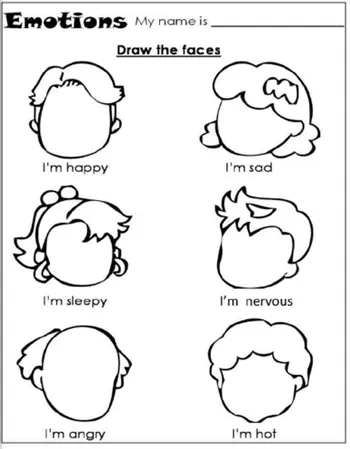 Emotions My name is
Draw the faces
I'm happy
I'm sad
I'm sleepy
I'm nervous
I'm angry
I'm hot